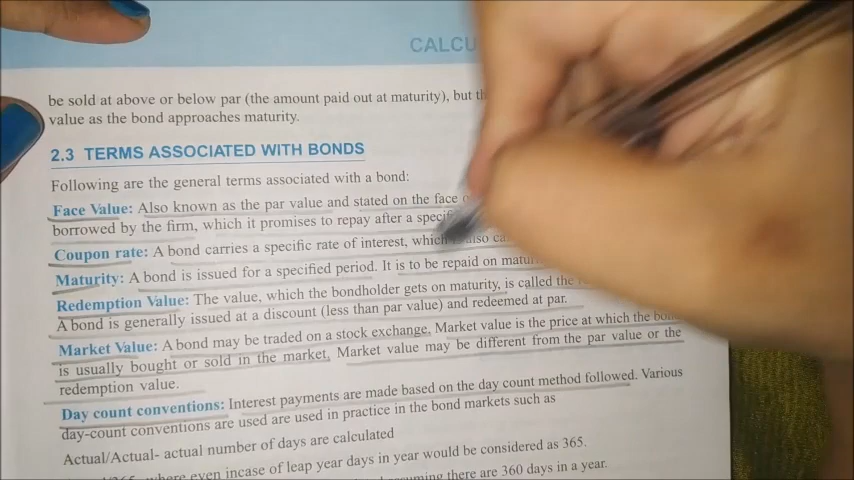 CALCU
be sold at above or below par (the amount paid out at maturity), but
value as the bond approaches maturity.
2.3 TERMS ASSOCIATED WITH BONDS
Following are the general terms associated with a bond:
Face Value: Also known as the par value and stated on the face
borrowed by the firm, which it promises to repay after a
Coupon rate: A bond carries a specific rate of interest, which also
Maturity: A bond is issued for a specified period. It is to be repaid on
Redemption Value: The value, which the bondholder gets on maturity, is called the
A bond is generally issued at a discount (less than par value) and redeemed at par.
Market Value: A bond may be traded on a stock exchange. Market value is the price at which the
is usually bought or sold in the market, Market value may be different from the par value or the
redemption value.
Day count conventions: Interest payments are made based on the day count method followed. Various
day-count conventions are used are used in practice in the bond markets such as
Actual/Actual- actual number of days are calculated
where even incase of leap year days in year would be considered as 365.
there are 360 days in a year.